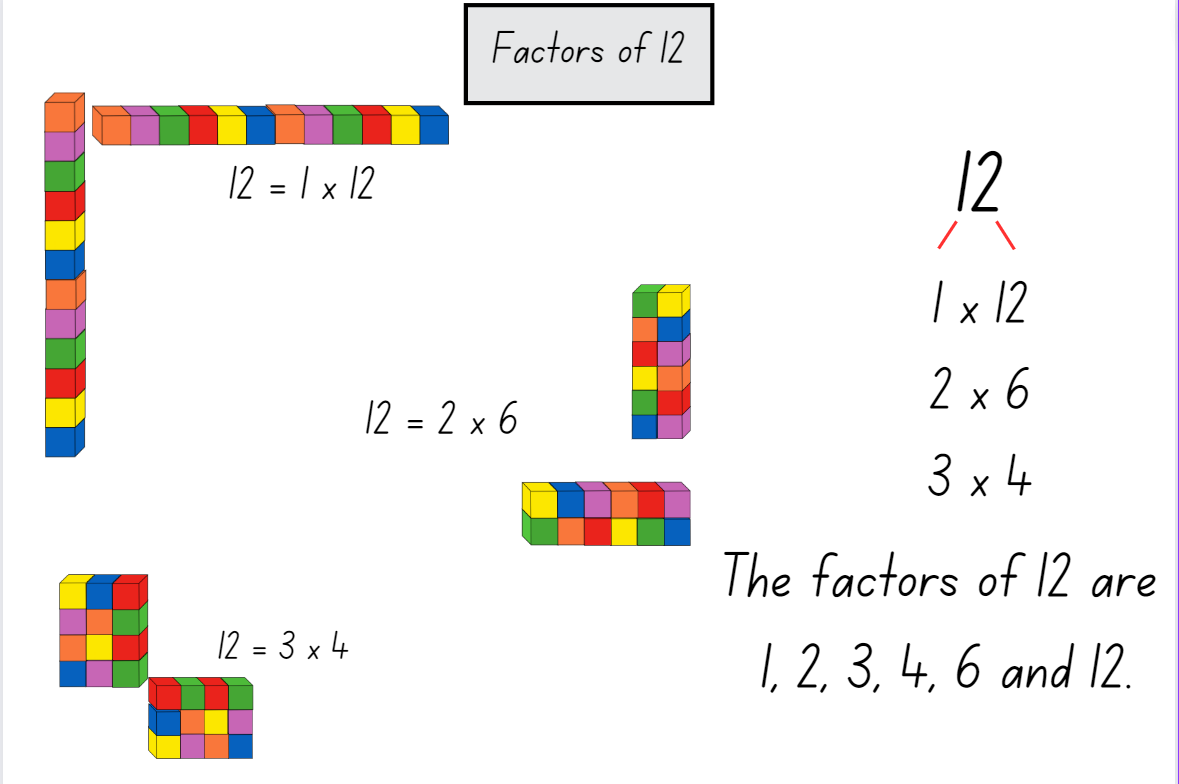 Factors of 12
12 = 1 x 12
12 = 2 x 6
12 = 3 x 4
12
1 x 12
2 x 6
3 x 4
The factors of 12 are
1, 2, 3, 4, 6 and 12.